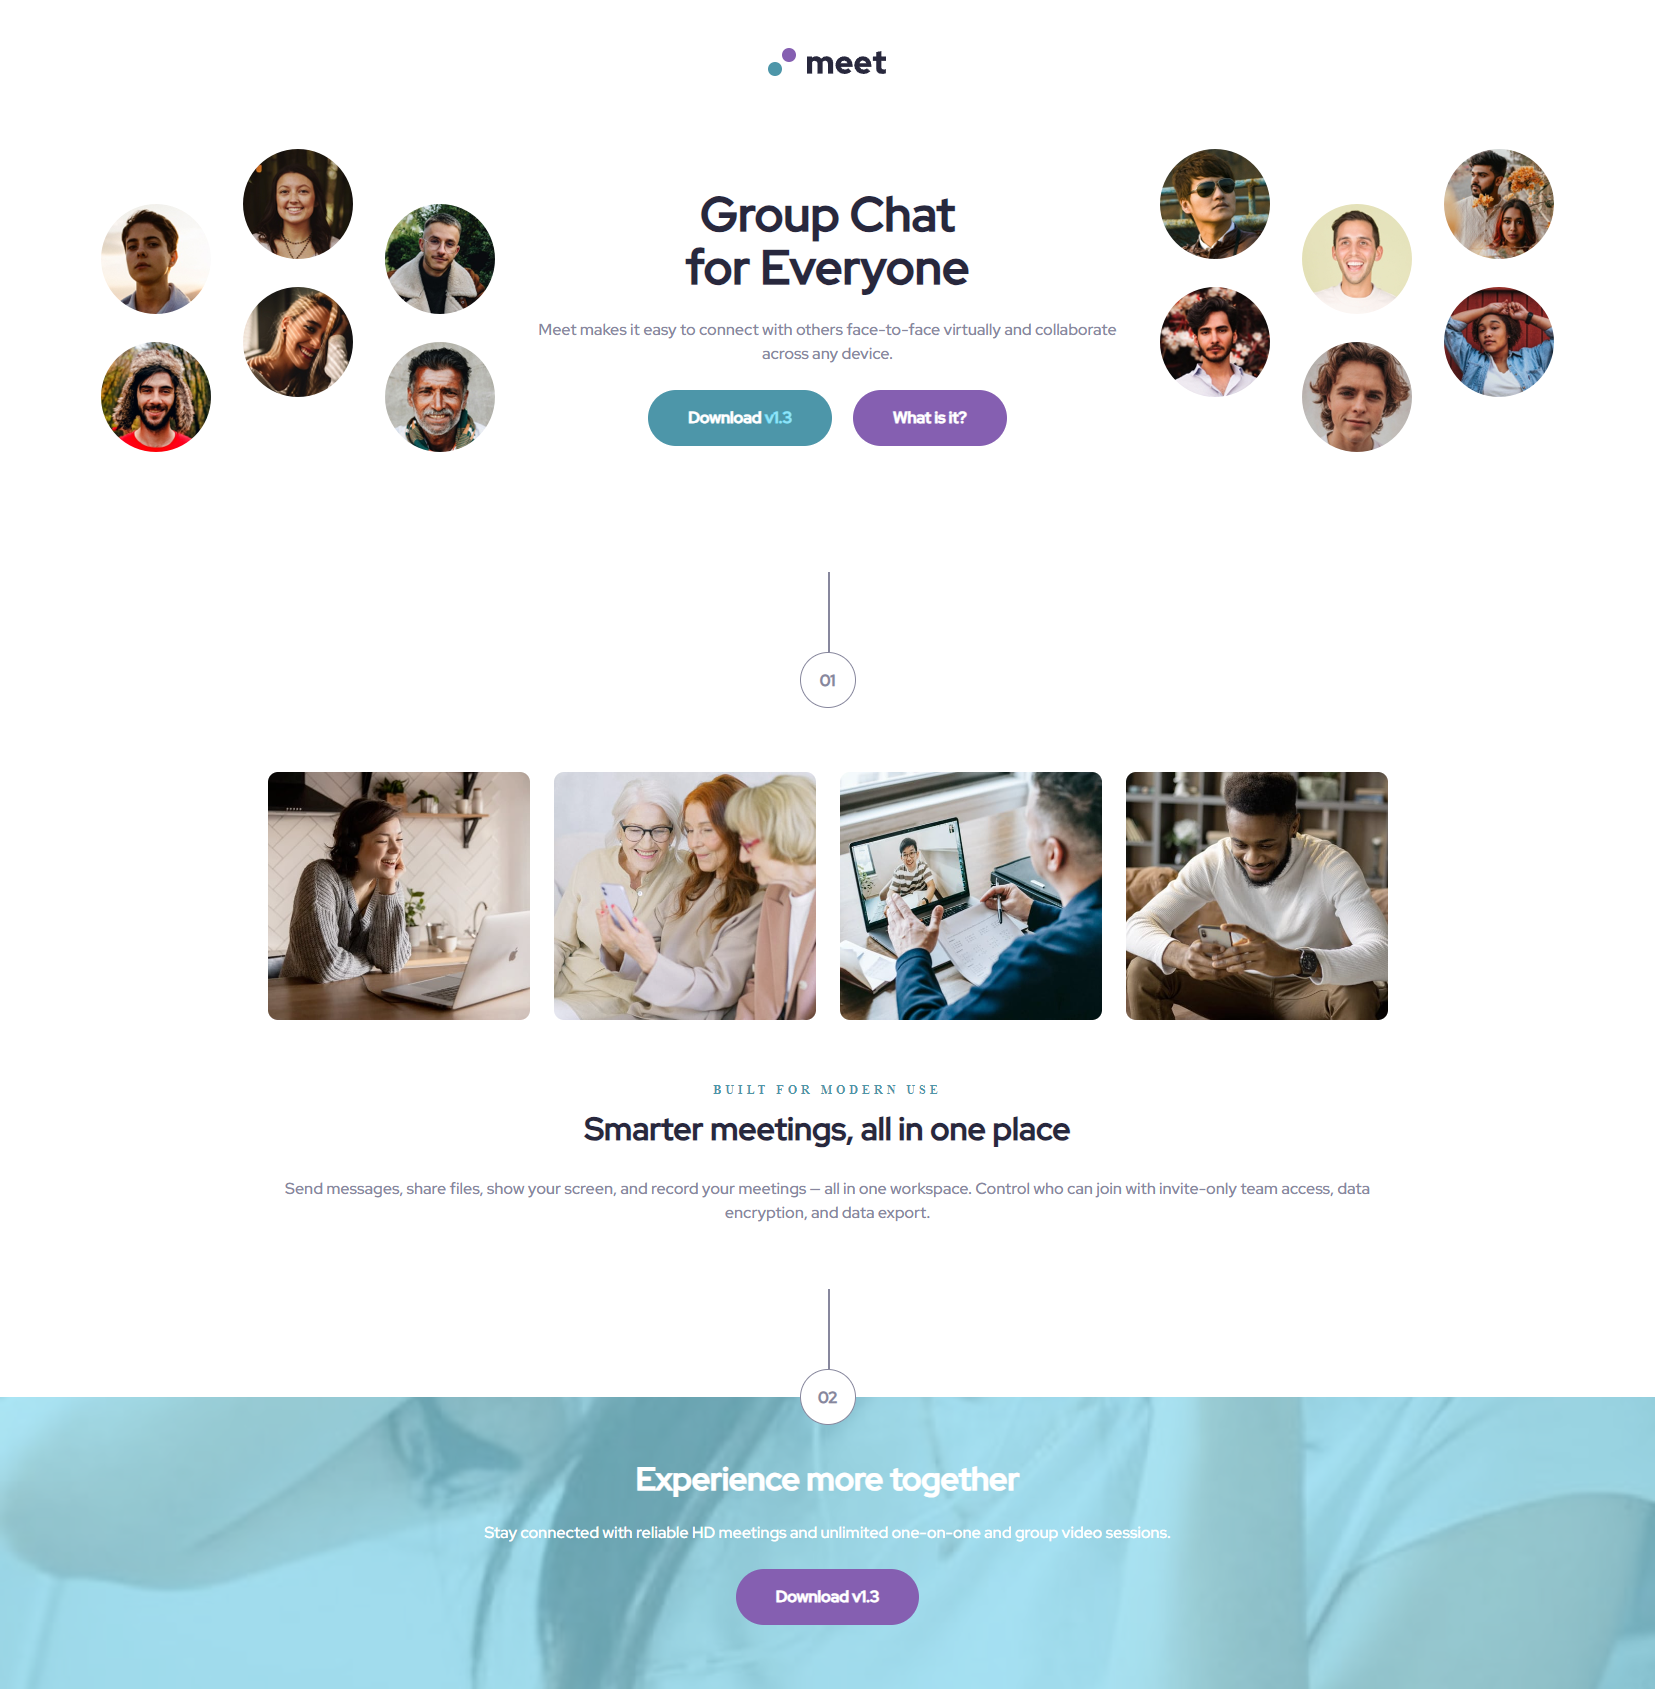 meet
Group Chat
for Everyone
Meet makes it easy to connect with others face-to-face virtually and collaborate
across any device.
Download v1.3
What is it?
01
BUILT FOR MODERN USE
Smarter meetings, all in one place
Send messages, share files, show your screen, and record your meetings — all in one workspace. Control who can join with invite-only team access, data
encryption, and data export.
02
Experience more together
Stay connected with reliable HD meetings and unlimited one-on-one and group video sessions.
Download v1.3